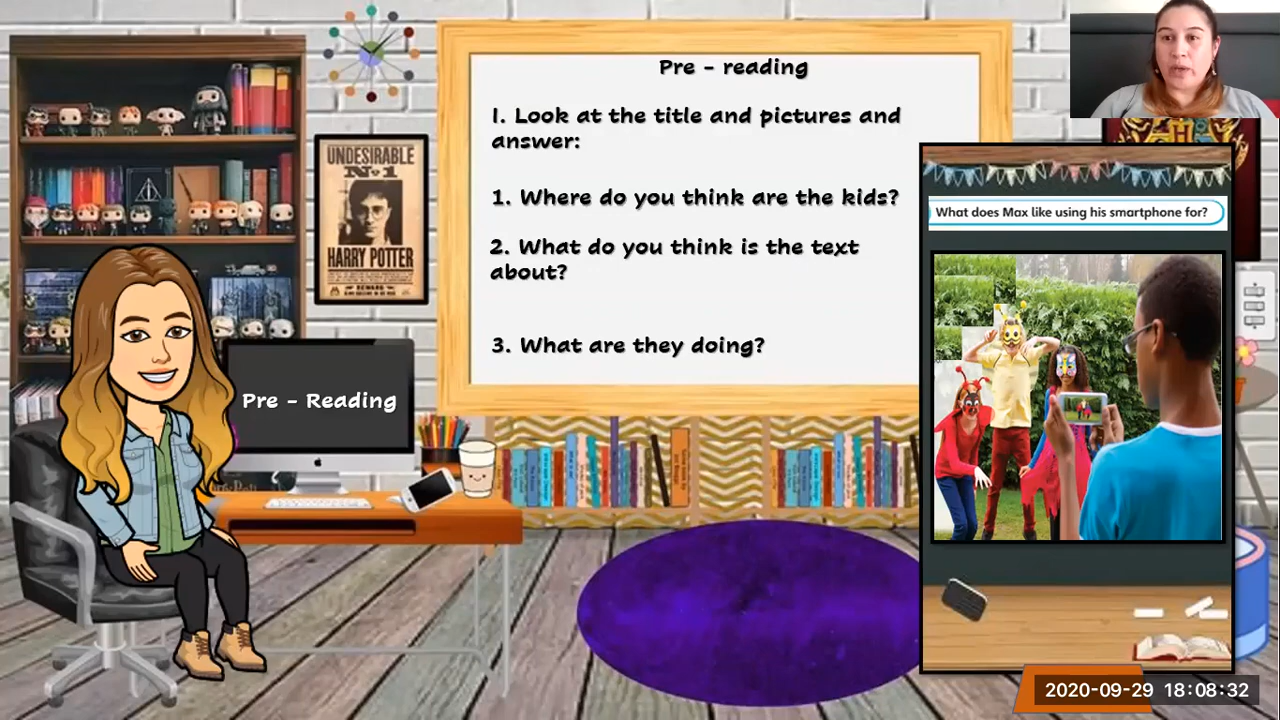 Pre - reading
I. Look at the title and pictures and
answer:
1. Where do you think are the kids?
2. What do you think is the text
about?
3. What are they doing?
UNDESIRABLE
No 1
HARRY POTTER
REWARD
Pre - Reading
What does Max like using his smartphone for?
2020-09-29 18:08:32